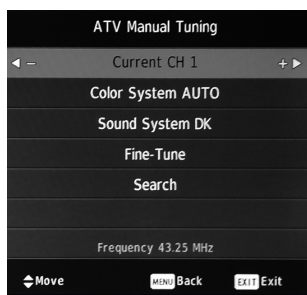 ATV Manual Tuning
− Current CH 1 +
Color System AUTO
Sound System DK
Fine-Tune
Search
Frequency 43.25 MHz
Move MENU Back EXIT Exit